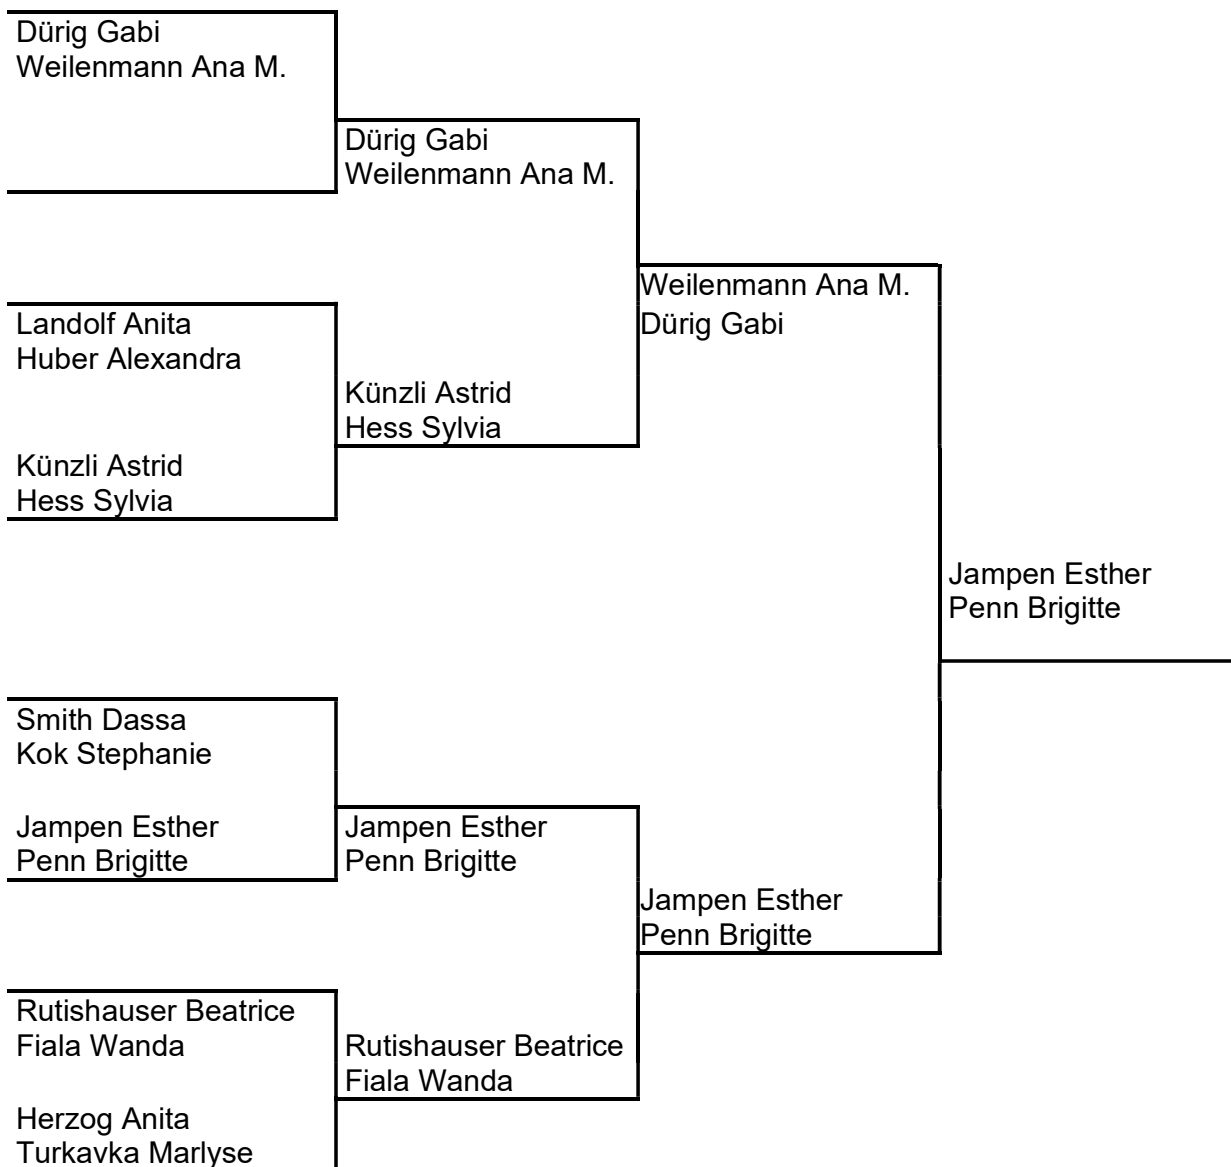 Dürig Gabi
Weilenmann Ana M.
Dürig Gabi
Weilenmann Ana M.
Weilenmann Ana M.
Dürig Gabi
Landolf Anita
Huber Alexandra
Künzli Astrid
Hess Sylvia
Künzli Astrid
Hess Sylvia
Jampen Esther
Penn Brigitte
Smith Dassa
Kok Stephanie
Jampen Esther
Penn Brigitte
Jampen Esther
Penn Brigitte
Jampen Esther
Penn Brigitte
Rutishauser Beatrice
Fiala Wanda
Rutishauser Beatrice
Fiala Wanda
Herzog Anita
Turkavka Marlyse